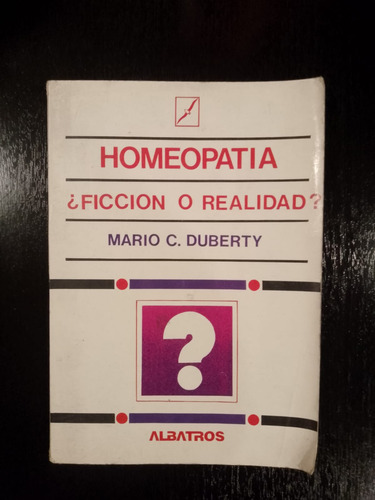 HOMEOPATIA
¿FICCION O REALIDAD?
MARIO C. DUBERTY
?
ALBATROS